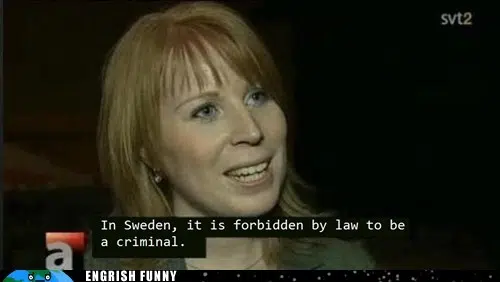 svt2
In Sweden, it is forbidden by law to be
a criminal.
a
ENGRISH FUNNY